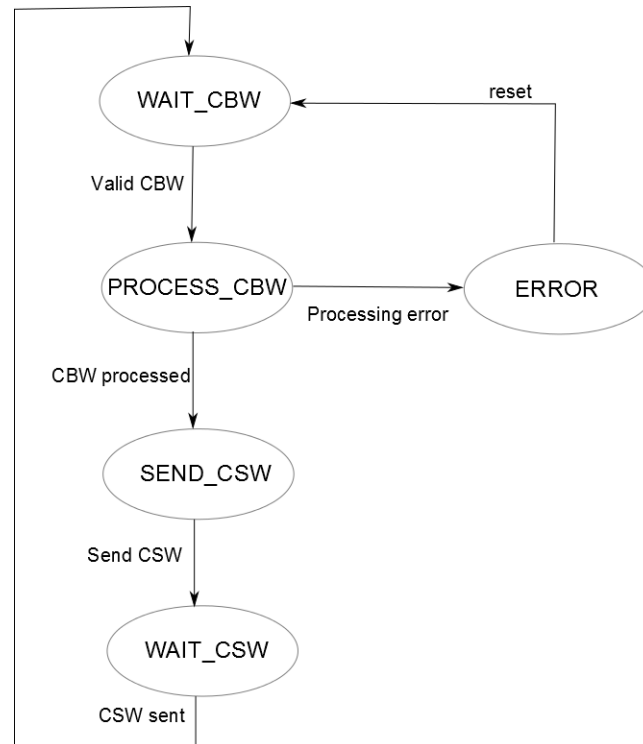 WAIT_CBW
reset
Valid CBW
PROCESS_CBW
ERROR
Processing error
CBW processed
SEND_CSW
Send CSW
WAIT_CSW
CSW sent